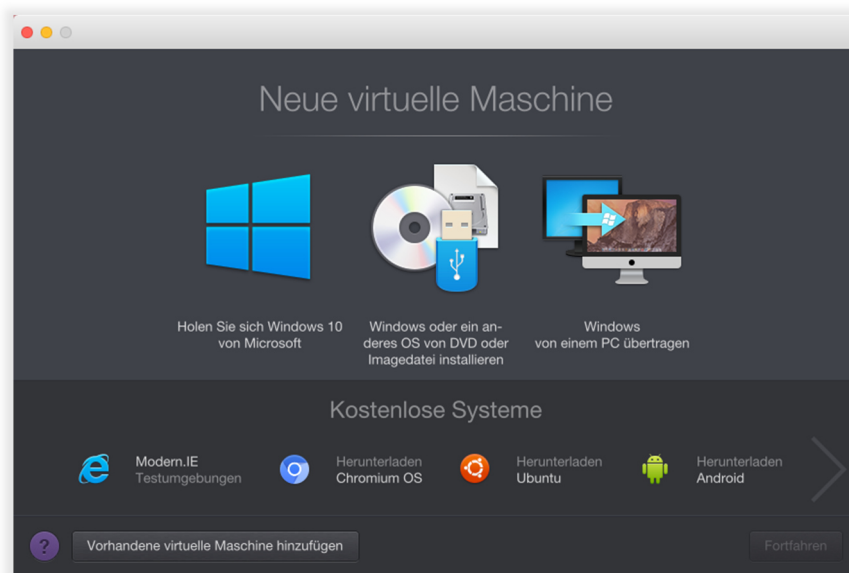 Neue virtuelle Maschine
Holen Sie sich Windows 10
von Microsoft
Windows oder ein an-
deres OS von DVD oder
Imagedatei installieren
Windows
von einem PC übertragen
Kostenlose Systeme
Modern.IE
Testumgebungen
Herunterladen
Chromium OS
Herunterladen
Ubuntu
Herunterladen
Android
?
Vorhandene virtuelle Maschine hinzufügen
Fortfahren